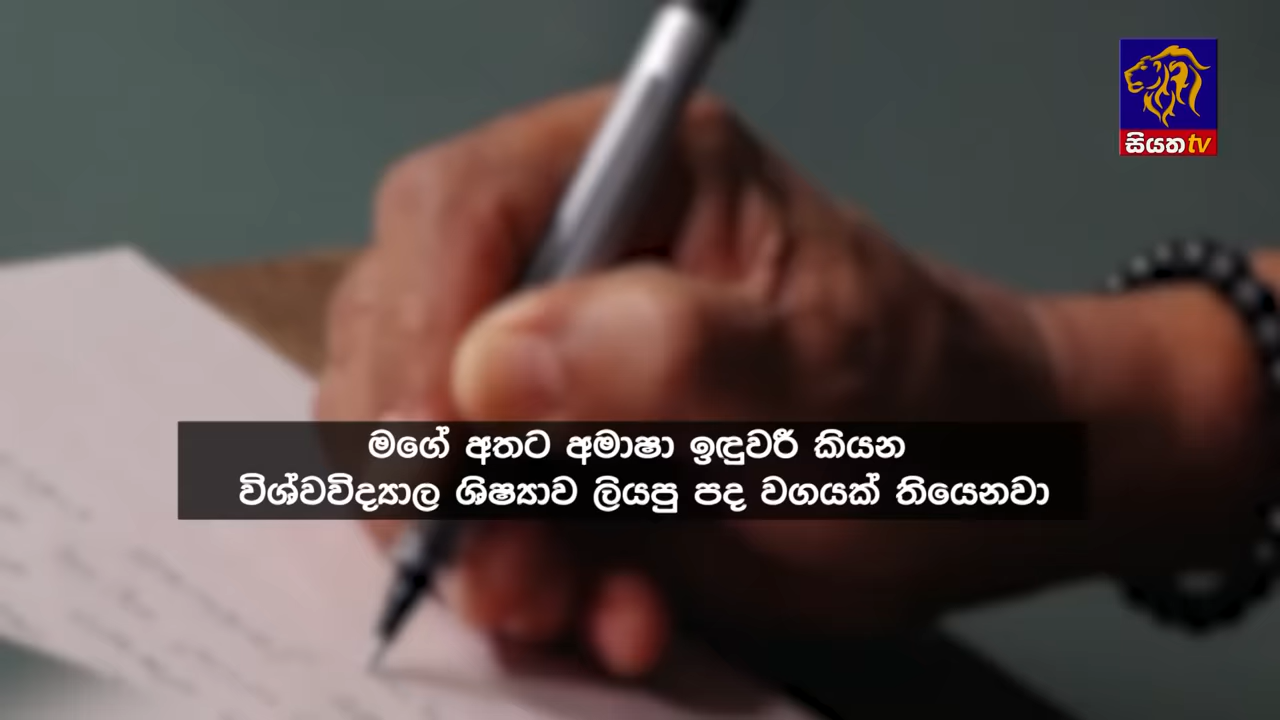 සියත tv
මගේ අතට අමාෂා ඉඳුවරී කියන
විශ්වවිද්‍යාල ශිෂ්‍යාව ලියපු පද වගයක් තියෙනවා